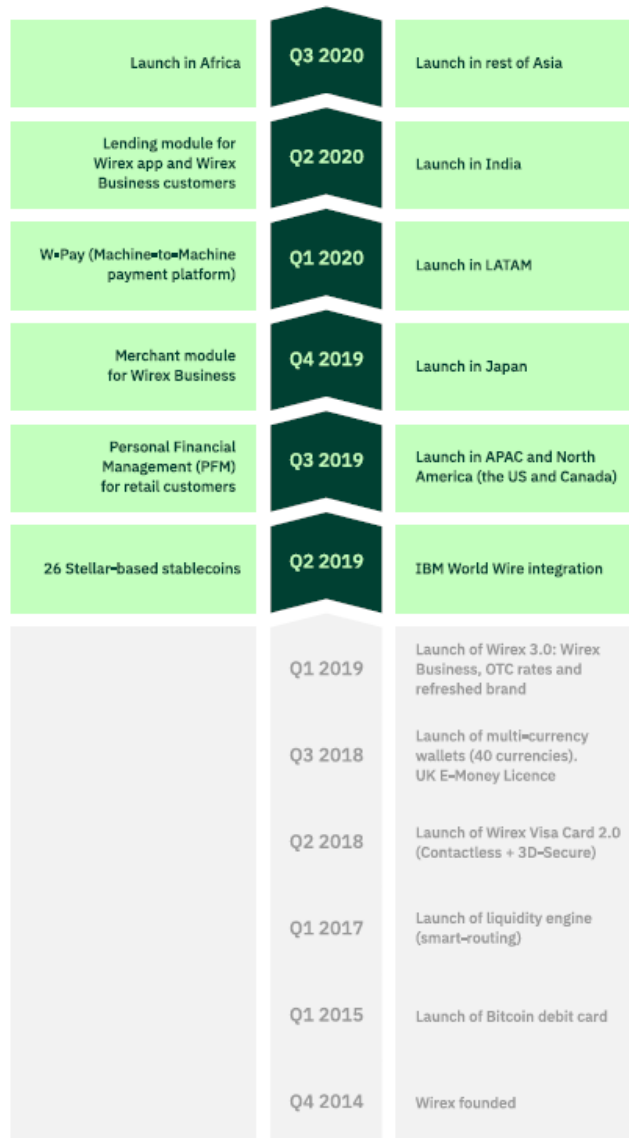 Launch in Africa
Q3 2020
Launch in rest of Asia
Lending module for
Wirex app and Wirex
Business customers
Q2 2020
Launch in India
W-Pay (Machine-to-Machine
payment platform)
Q1 2020
Launch in LATAM
Merchant module
for Wirex Business
Q4 2019
Launch in Japan
Personal Financial
Management (PFM)
for retail customers
Q3 2019
Launch in APAC and North
America (the US and Canada)
26 Stellar-based stablecoins
Q2 2019
IBM World Wire integration
Q1 2019
Launch of Wirex 3.0: Wirex
Business, OTC rates and
refreshed brand
Q3 2018
Launch of multi-currency
wallets (40 currencies).
UK E-Money Licence
Q2 2018
Launch of Wirex Visa Card 2.0
(Contactless + 3D-Secure)
Q1 2017
Launch of liquidity engine
(smart-routing)
Q1 2015
Launch of Bitcoin debit card
Q4 2014
Wirex founded